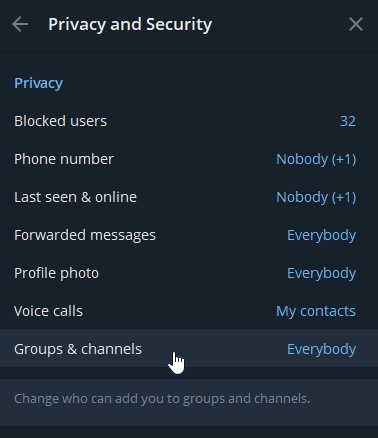 Privacy and Security
Privacy
Blocked users 32
Phone number Nobody (+1)
Last seen & online Nobody (+1)
Forwarded messages Everybody
Profile photo Everybody
Voice calls My contacts
Groups & channels Everybody
Change who can add you to groups and channels.